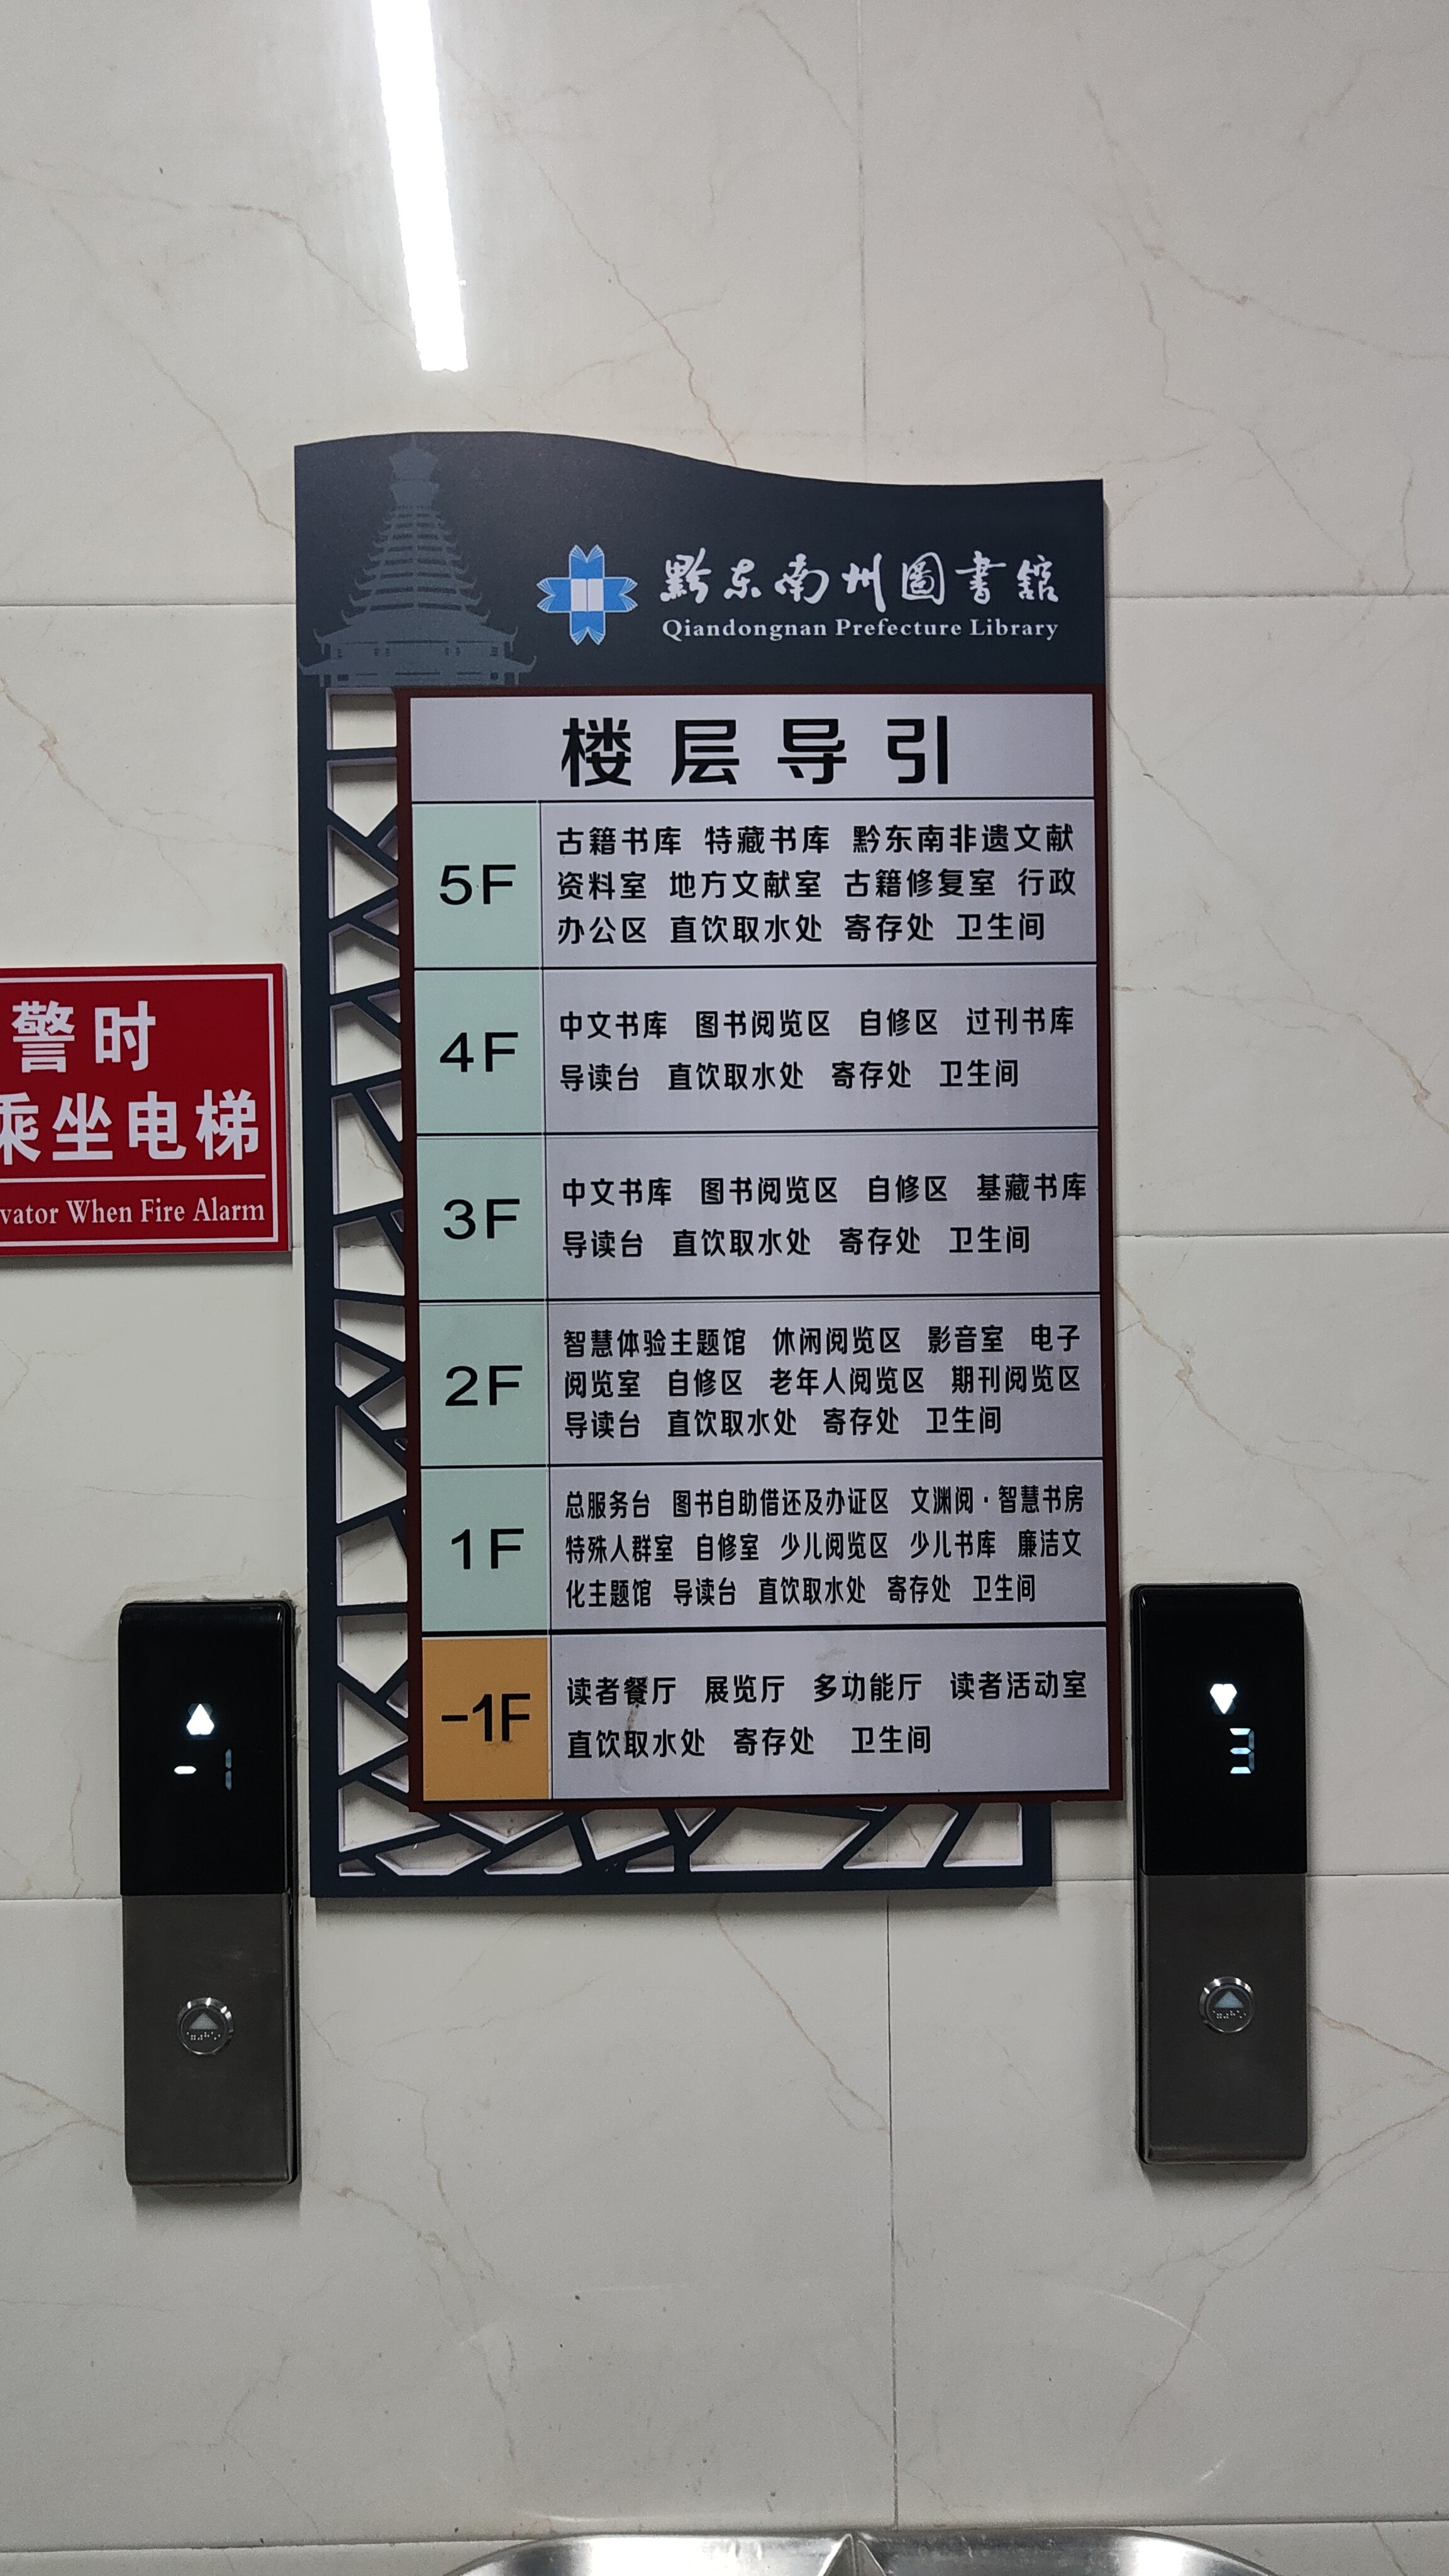 黔东南州圖書館
Qiandongnan Prefecture Library
楼层导引
5F
古籍书库 特藏书库 黔东南非遗文献
资料室 地方文献室 古籍修复室 行政
办公区 直饮取水处 寄存处 卫生间
4F
中文书库 图书阅览区 自修区 过刊书库
导读台 直饮取水处 寄存处 卫生间
3F
中文书库 图书阅览区 自修区 基藏书库
导读台 直饮取水处 寄存处 卫生间
2F
智慧体验主题馆 休闲阅览区 影音室 电子
阅览室 自修区 老年人阅览区 期刊阅览区
导读台 直饮取水处 寄存处 卫生间
1F
总服务台 图书自助借还及办证区 文渊阅·智慧书房
特殊人群室 自修室 少儿阅览区 少儿书库 廉洁文
化主题馆 导读台 直饮取水处 寄存处 卫生间
-1F
读者餐厅 展览厅 多功能厅 读者活动室
直饮取水处 寄存处 卫生间
警时
乘坐电梯
vator When Fire Alarm
-1
3